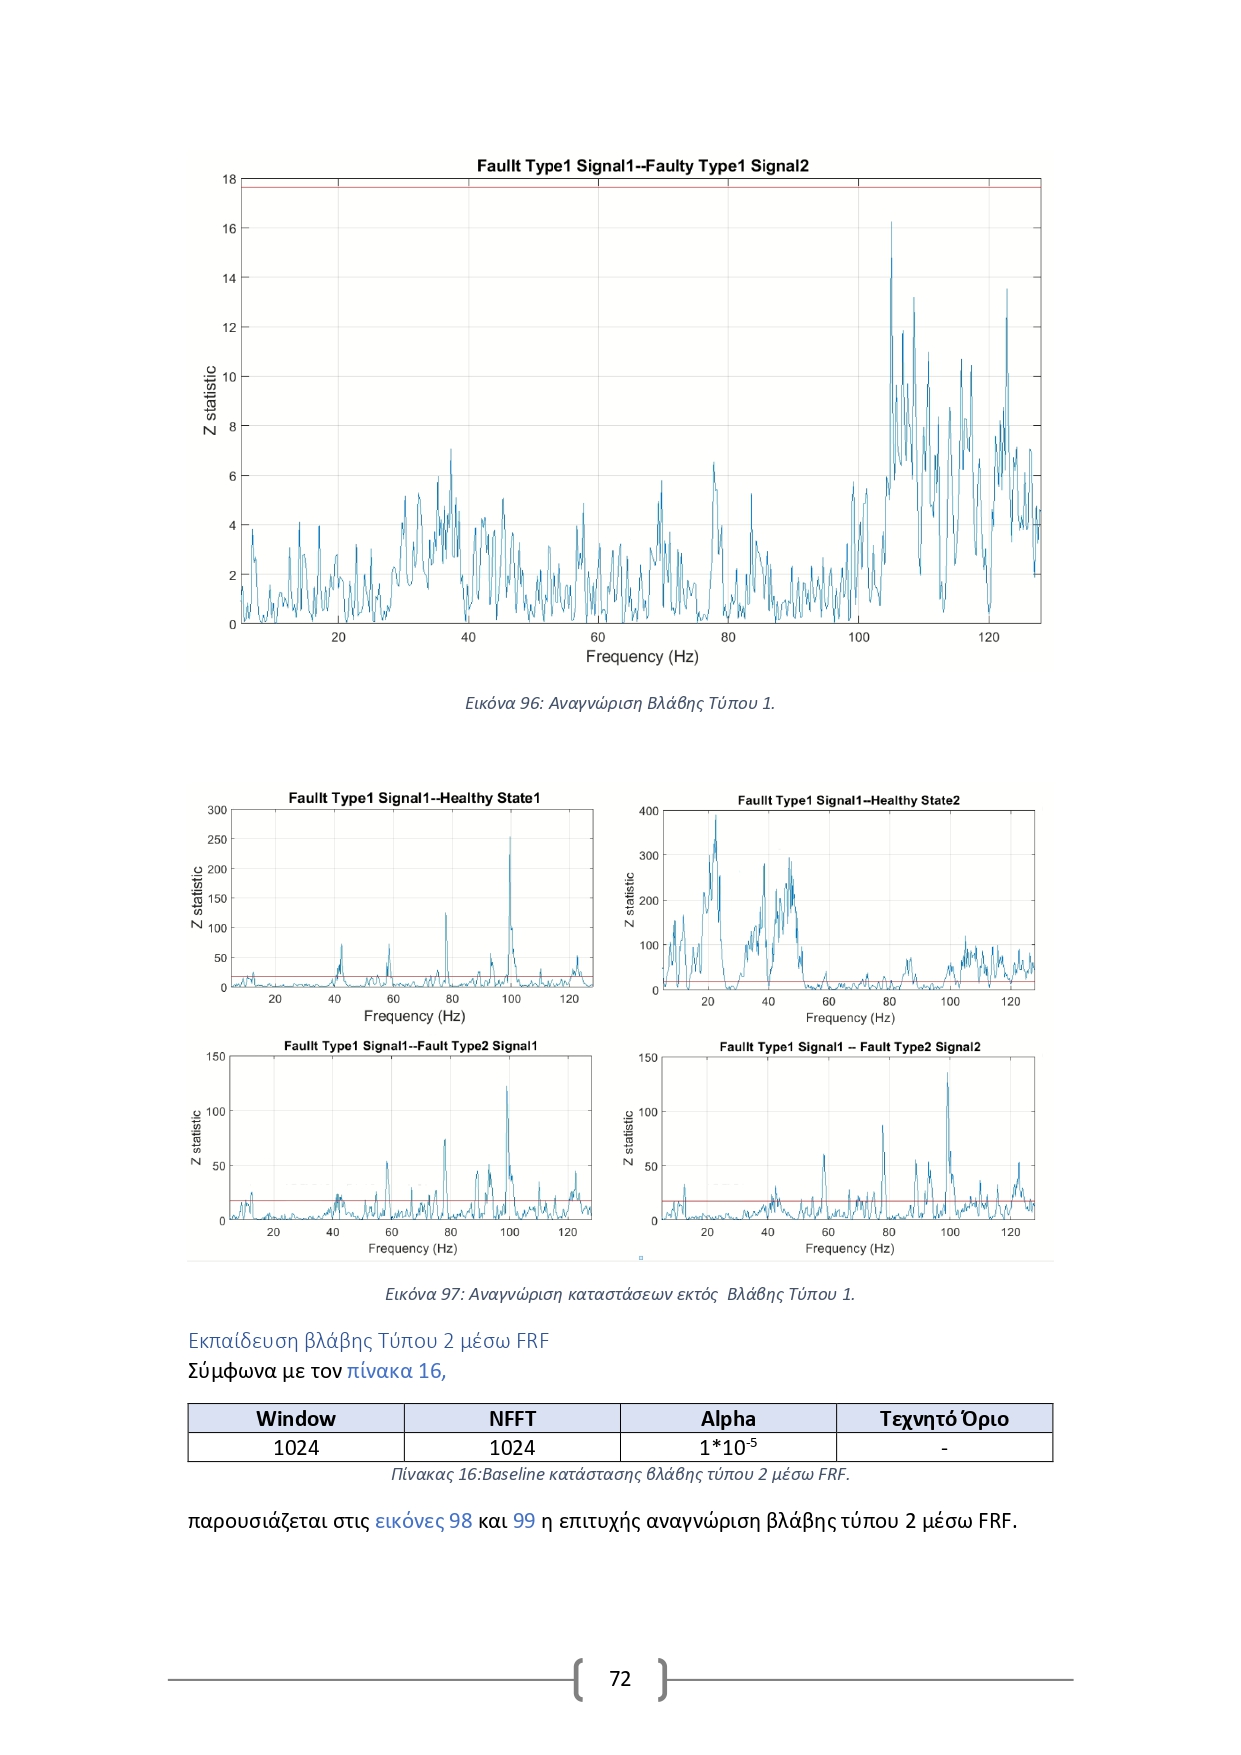 Faullt Type1 Signal1--Faulty Type1 Signal2
18
16
14
12
10
8
6
4
2
0
Z statistic
20 40 60 80 100 120
Frequency (Hz)
Εικόνα 96: Αναγνώριση Βλάβης Τύπου 1.
Faullt Type1 Signal1--Healthy State1
300
250
200
150
100
50
0
Z statistic
20 40 60 80 100 120
Frequency (Hz)
Faullt Type1 Signal1--Healthy State2
400
300
200
100
0
Z statistic
20 40 60 80 100 120
Frequency (Hz)
Faullt Type1 Signal1--Fault Type2 Signal1
150
100
50
0
Z statistic
20 40 60 80 100 120
Frequency (Hz)
Faullt Type1 Signal1 -- Fault Type2 Signal2
150
100
50
0
Z statistic
20 40 60 80 100 120
Frequency (Hz)
Εικόνα 97: Αναγνώριση καταστάσεων εκτός Βλάβης Τύπου 1.
Εκπαίδευση βλάβης Τύπου 2 μέσω FRF
Σύμφωνα με τον πίνακα 16,
Window NFFT Alpha Τεχνητό Όριο
1024 1024 1*10⁻⁵ -
Πίνακας 16:Baseline κατάστασης βλάβης τύπου 2 μέσω FRF.
παρουσιάζεται στις εικόνες 98 και 99 η επιτυχής αναγνώριση βλάβης τύπου 2 μέσω FRF.
72